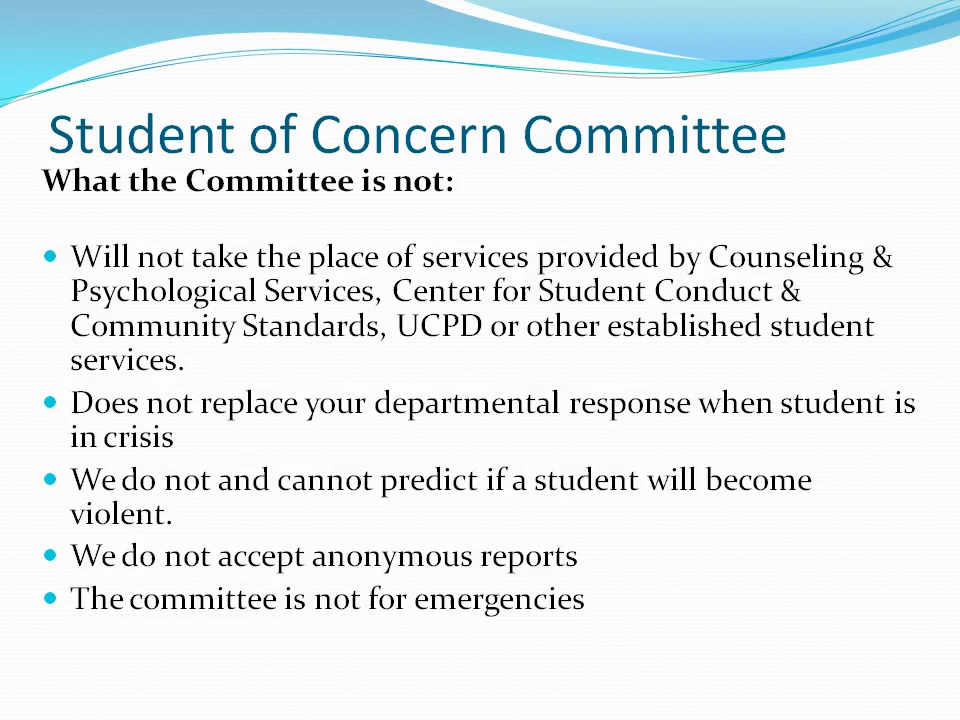 Student of Concern Committee
What the Committee is not:
• Will not take the place of services provided by Counseling &
Psychological Services, Center for Student Conduct &
Community Standards, UCPD or other established student
services.
• Does not replace your departmental response when student is
in crisis
• We do not and cannot predict if a student will become
violent.
• We do not accept anonymous reports
• The committee is not for emergencies